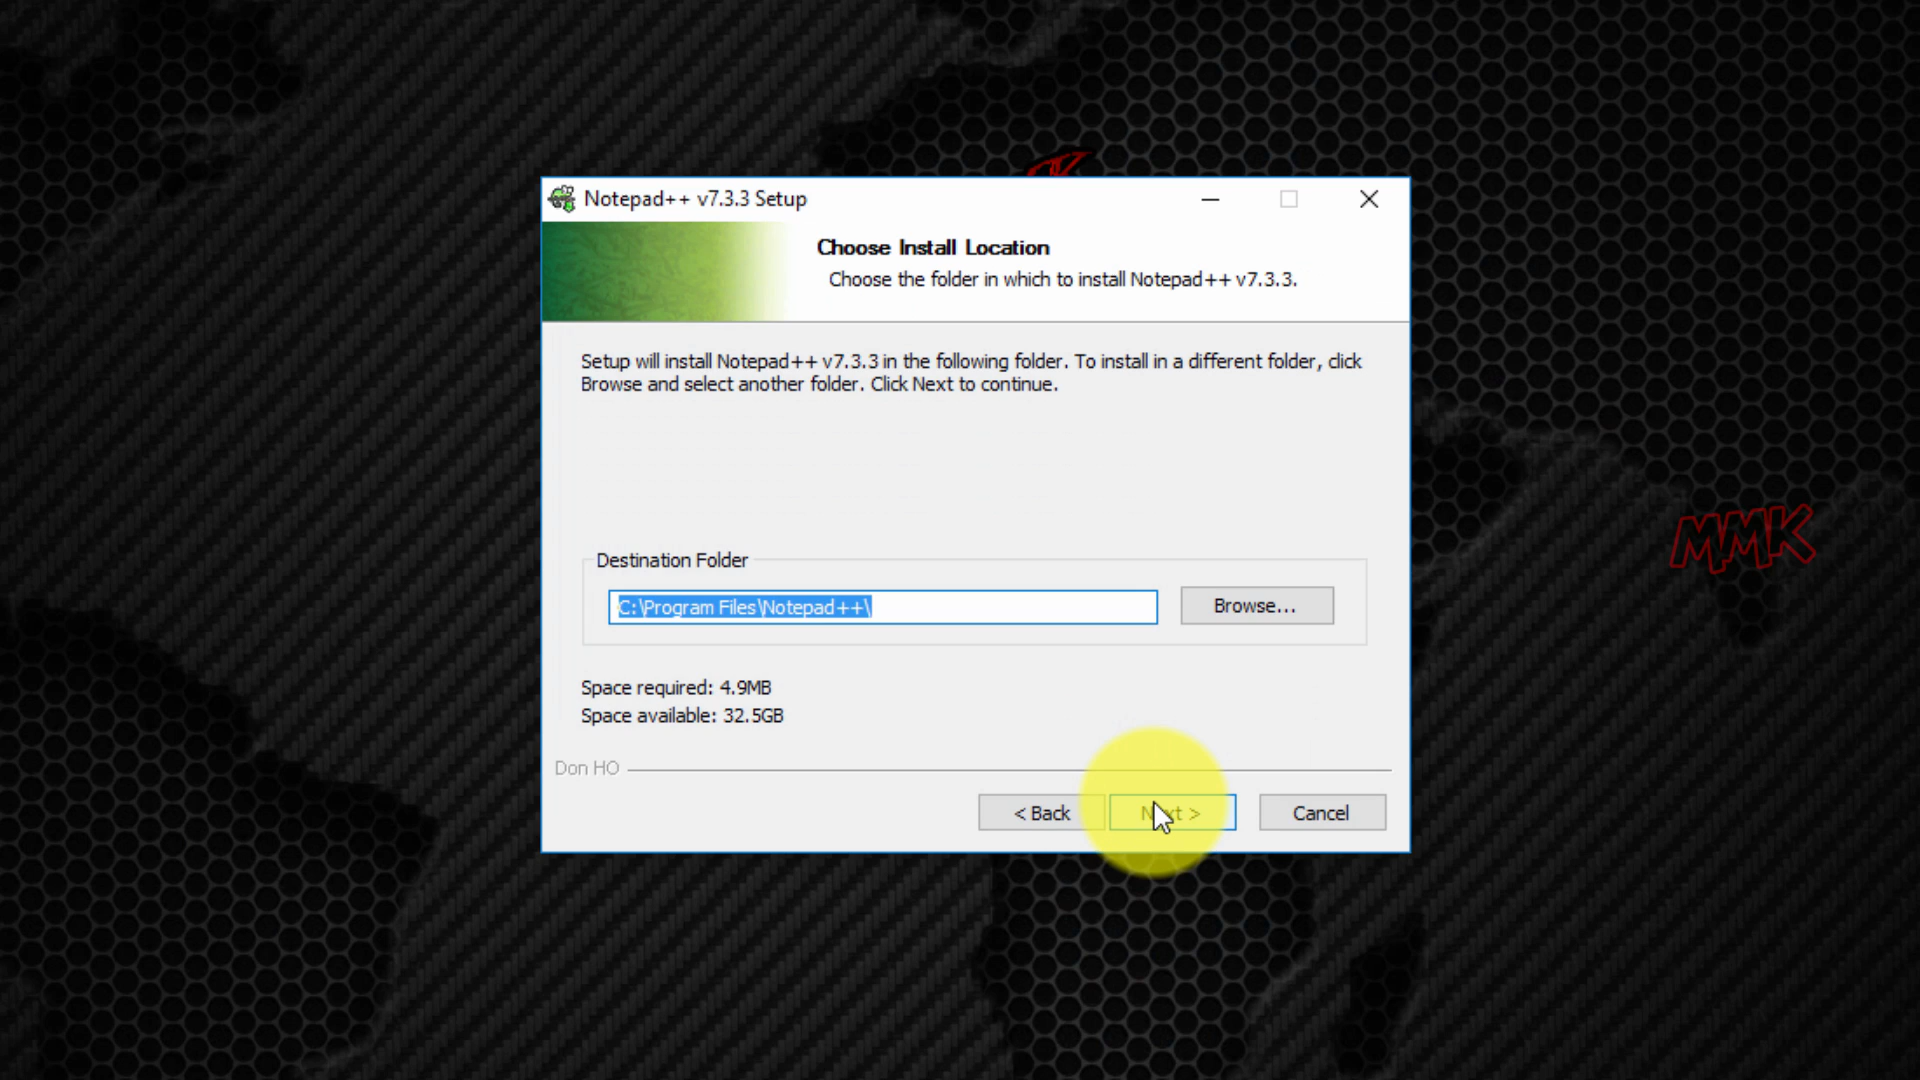 Notepad++ v7.3.3 Setup
Choose Install Location
Choose the folder in which to install Notepad++ v7.3.3.
Setup will install Notepad++ v7.3.3 in the following folder. To install in a different folder, click
Browse and select another folder. Click Next to continue.
Destination Folder
C:\Program Files\Notepad++\
Browse...
Space required: 4.9MB
Space available: 32.5GB
Don HO
< Back
Next >
Cancel
MMK